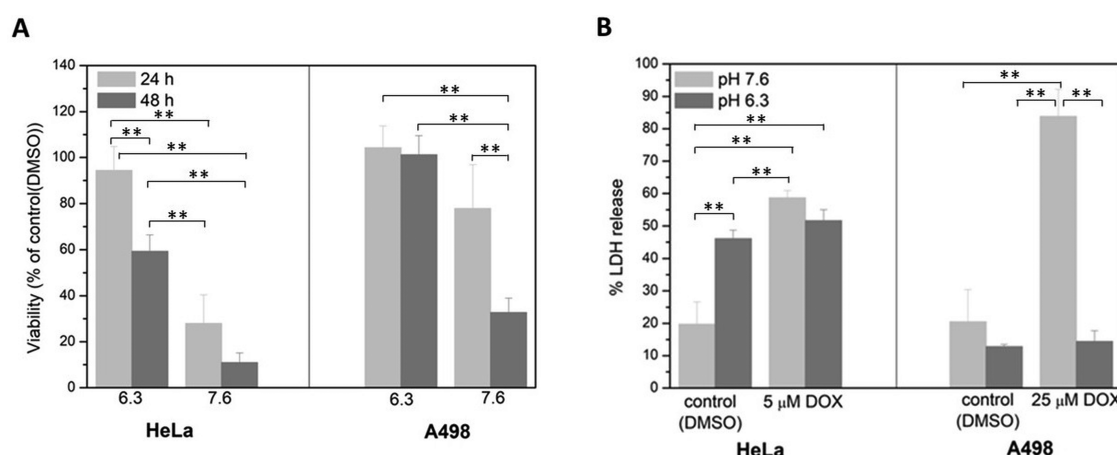 A
Viability (% of control(DMSO))
140
120
100
80
60
40
20
0
24 h
48 h
**
**
**
**
**
**
**
**
6.3
7.6
6.3
7.6
HeLa
A498
B
% LDH release
100
90
80
70
60
50
40
30
20
10
0
pH 7.6
pH 6.3
**
**
**
**
**
**
**
control
(DMSO)
5 μM DOX
control
(DMSO)
25 μM DOX
HeLa
A498